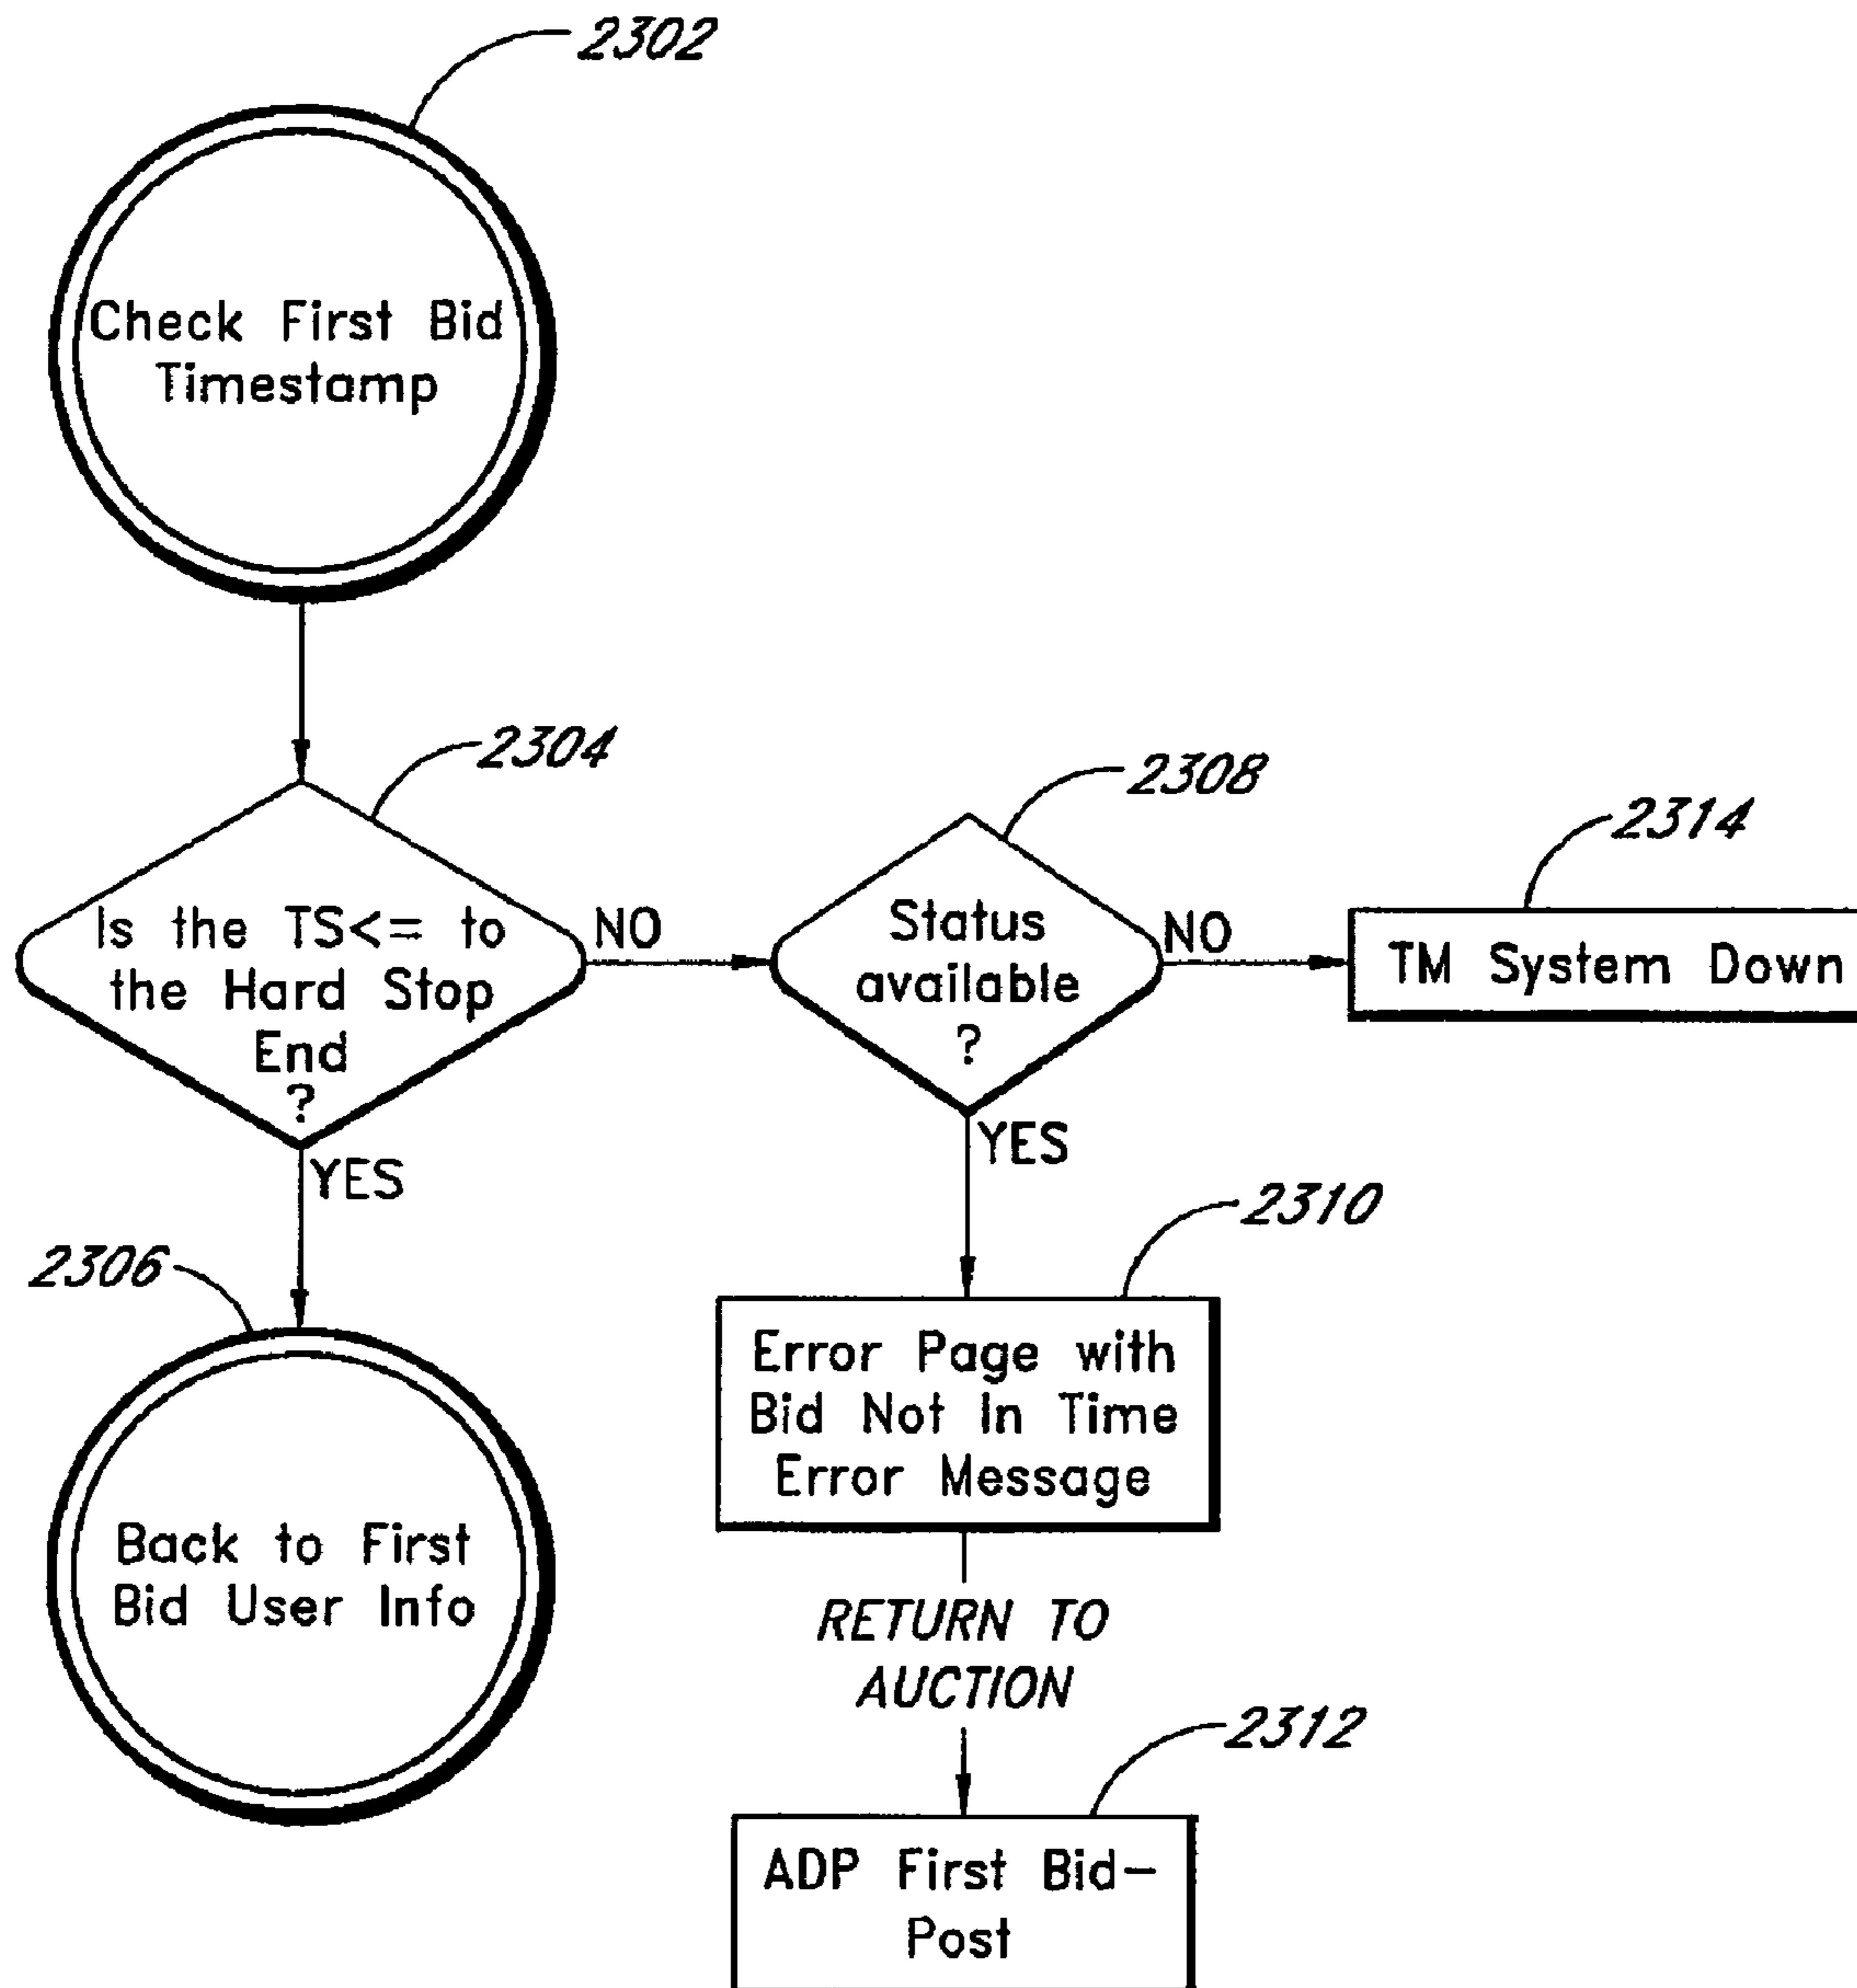 2302
Check First Bid
Timestamp
2304
Is the TS<= to
the Hard Stop
End
?
NO
YES
2308
Status
available
?
NO
YES
2314
TM System Down
2306
Back to First
Bid User Info
2310
Error Page with
Bid Not In Time
Error Message
RETURN TO
AUCTION
2312
ADP First Bid-
Post